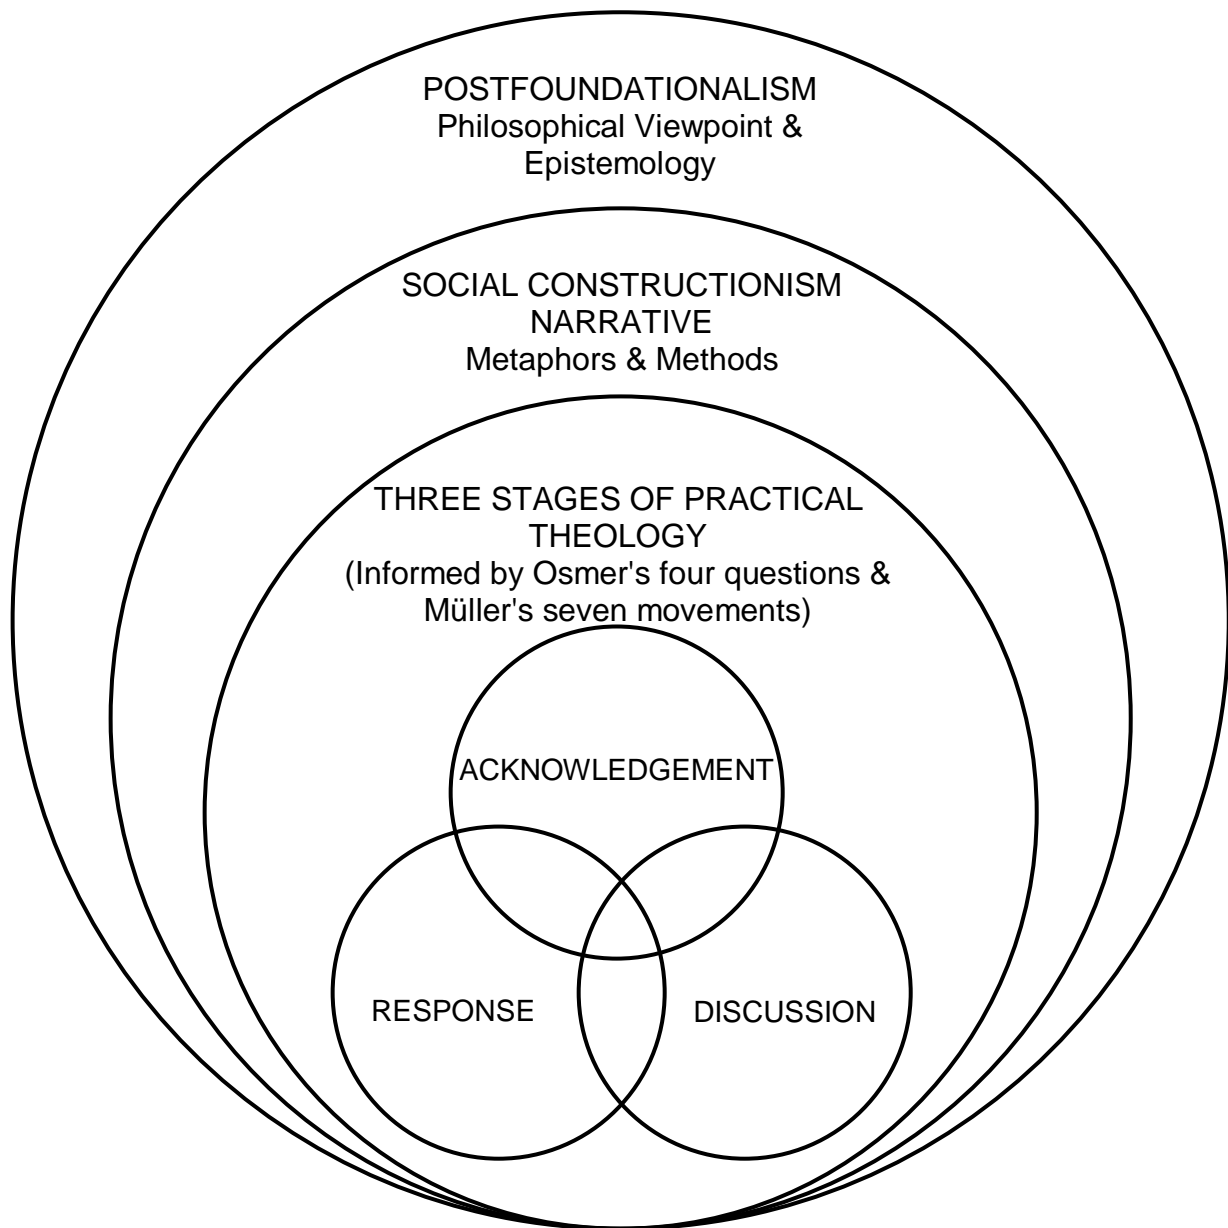 POSTFOUNDATIONALISM
Philosophical Viewpoint &
Epistemology
SOCIAL CONSTRUCTIONISM
NARRATIVE
Metaphors & Methods
THREE STAGES OF PRACTICAL
THEOLOGY
(Informed by Osmer's four questions &
Müller's seven movements)
ACKNOWLEDGEMENT
RESPONSE
DISCUSSION